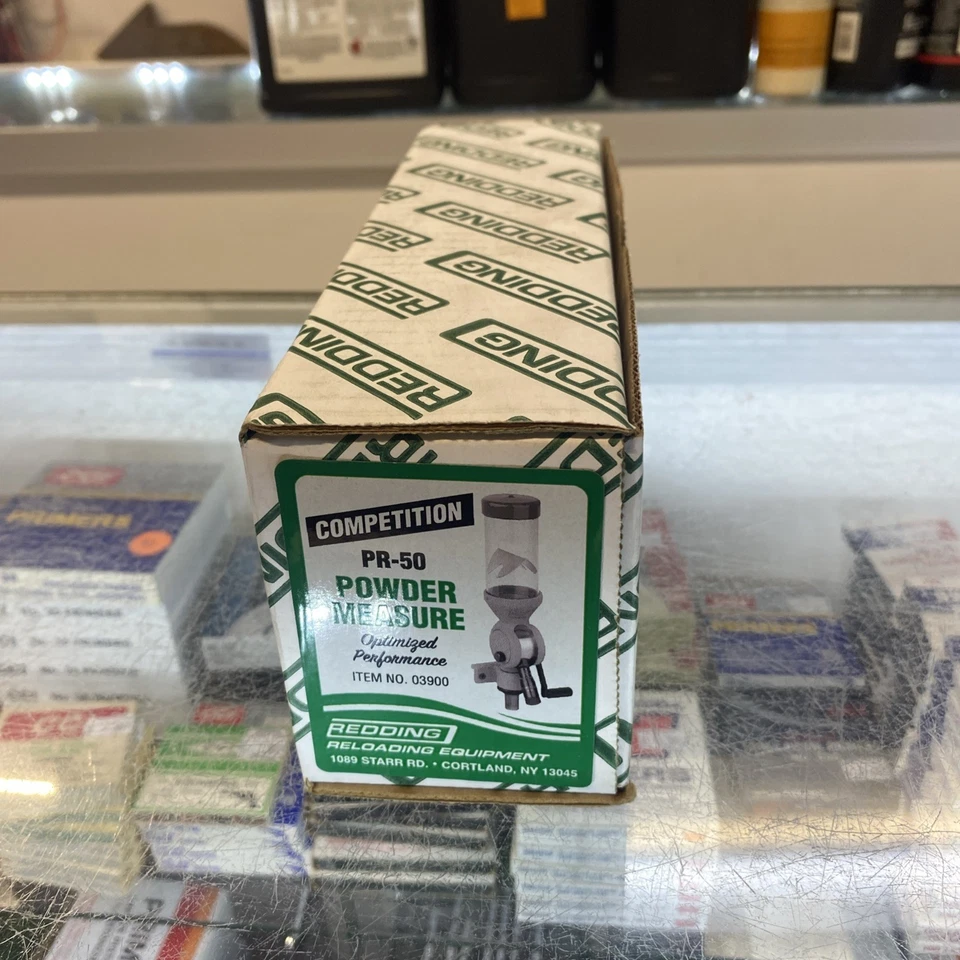 REDDING
REDDING
REDDING
REDDING
REDDING
COMPETITION
PR-50
POWDER
MEASURE
Optimized
Performance
ITEM NO. 03900
REDDING
RELOADING EQUIPMENT
1089 STARR RD. • CORTLAND, NY 13045
PRIMERS